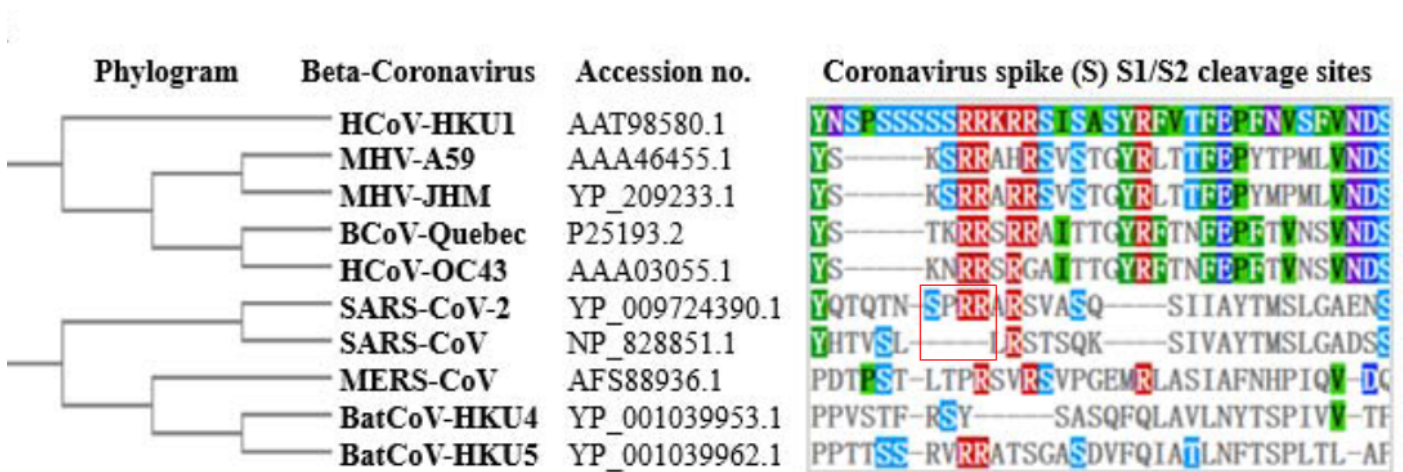 Phylogram Beta-Coronavirus Accession no. Coronavirus spike (S) S1/S2 cleavage sites
HCoV-HKU1 AAT98580.1 YNSPSSSSSRRKRRSISASYRFVTFEPFNVSFVNDS
MHV-A59 AAA46455.1 YS-----KSRRAHRSVSTGYRLTTFEPYTPMLVNDS
MHV-JHM YP_209233.1 YS-----KSRRARRSVSTGYRLTTFEPYMPMLVNDS
BCoV-Quebec P25193.2 YS-----TKRRSRRAITTGYRFTNFEPFTVNSVNDS
HCoV-OC43 AAA03055.1 YS-----KNRRSRGAITTGYRFTNFEPFTVNSVNDS
SARS-CoV-2 YP_009724390.1 YQTQTN-SPRRARSVASQ----SIIAYTMSLGAENS
SARS-CoV NP_828851.1 YHTVSL-----LRSTSQK----SIVAYTMSLGADSS
MERS-CoV AFS88936.1 PDTPST-LTPRSVRSVPGEMRLASIAFNHPIQV-DQ
BatCoV-HKU4 YP_001039953.1 PPVSTF-RSY-----SASQFQLAVLNYTSPIVV-TF
BatCoV-HKU5 YP_001039962.1 PPTTSS-RVRRATSGASDVFQIATLNFTSPLTL-AF